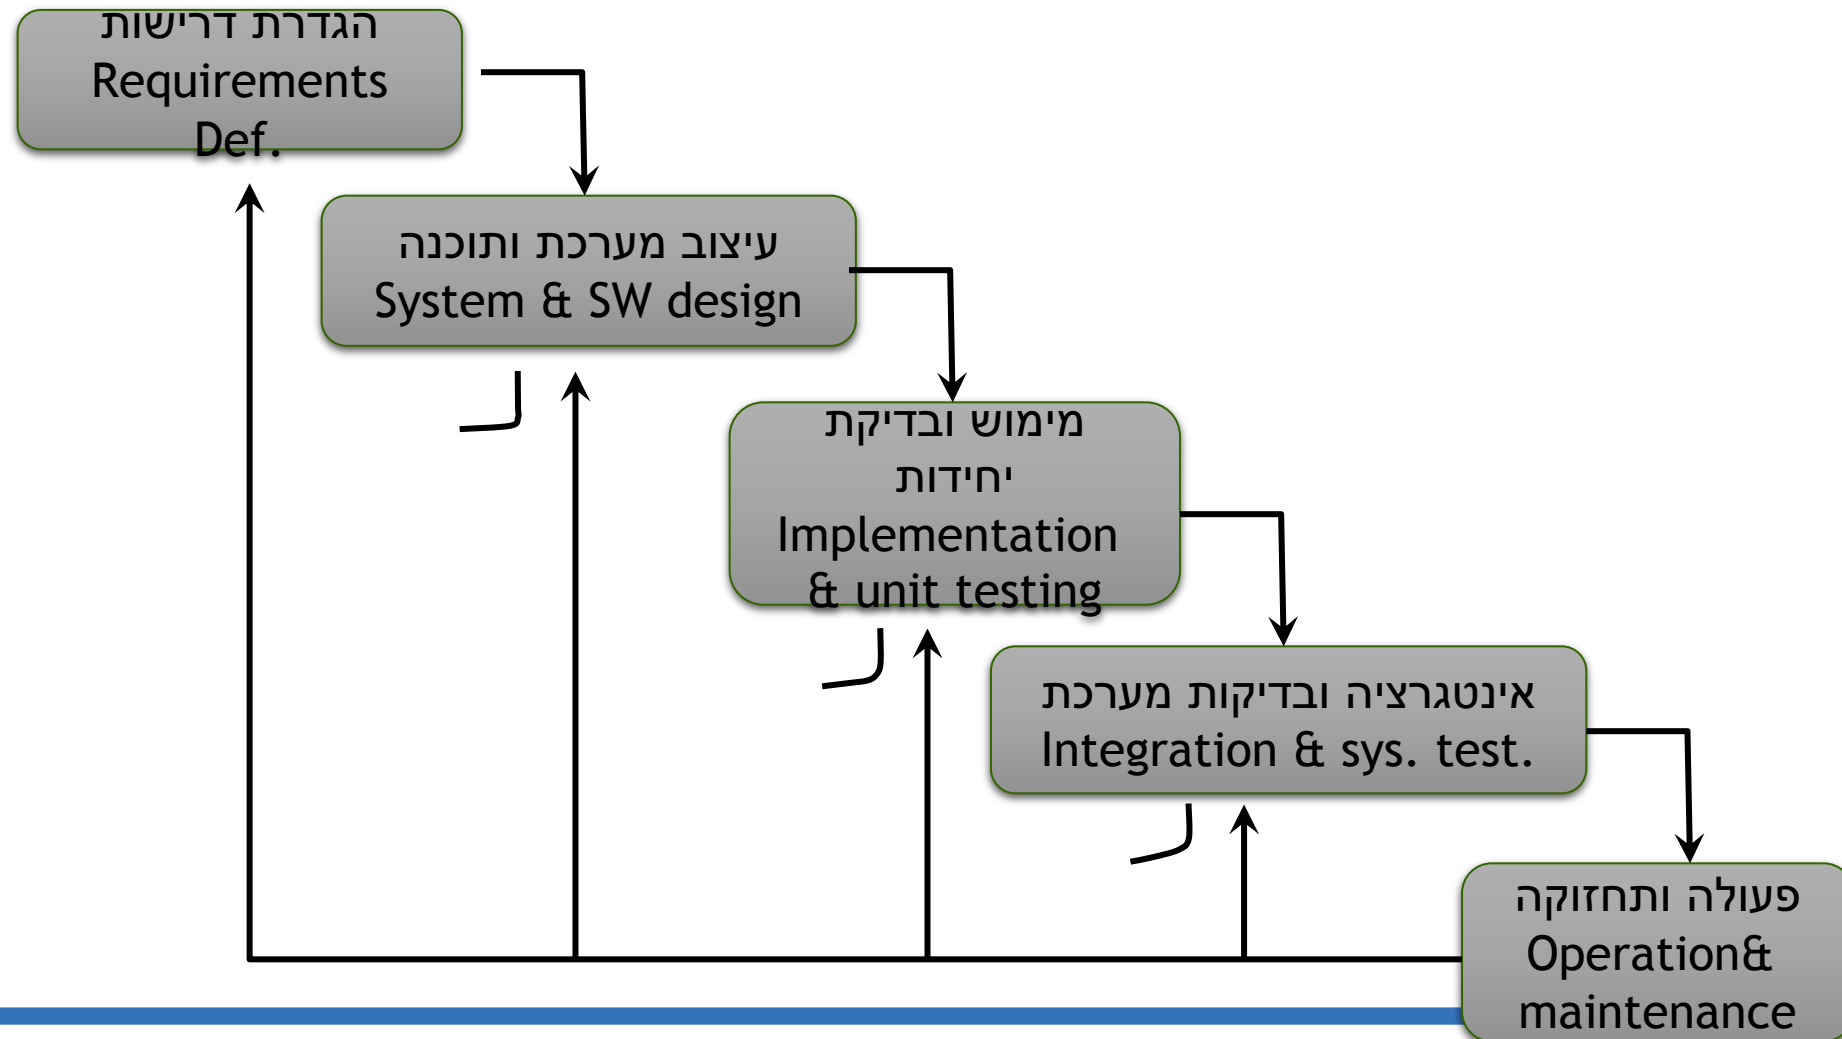 הגדרת דרישות
Requirements
Def.
עיצוב מערכת ותוכנה
System & SW design
מימוש ובדיקת
יחידות
Implementation
& unit testing
אינטגרציה ובדיקות מערכת
Integration & sys. test.
פעולה ותחזוקה
Operation&
maintenance